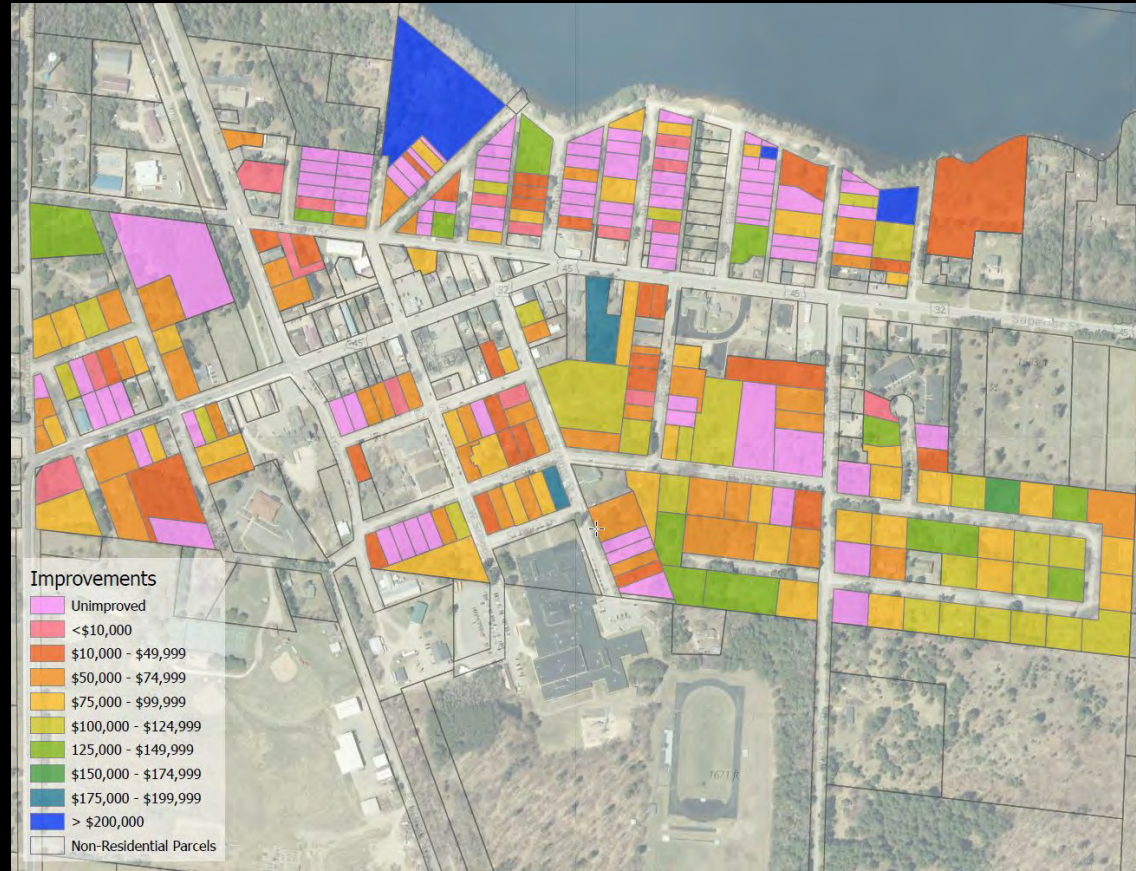 45
32
45
32
Superior St
45
45
Improvements
Unimproved
<$10,000
$10,000 - $49,999
$50,000 - $74,999
$75,000 - $99,999
$100,000 - $124,999
125,000 - $149,999
$150,000 - $174,999
$175,000 - $199,999
> $200,000
Non-Residential Parcels